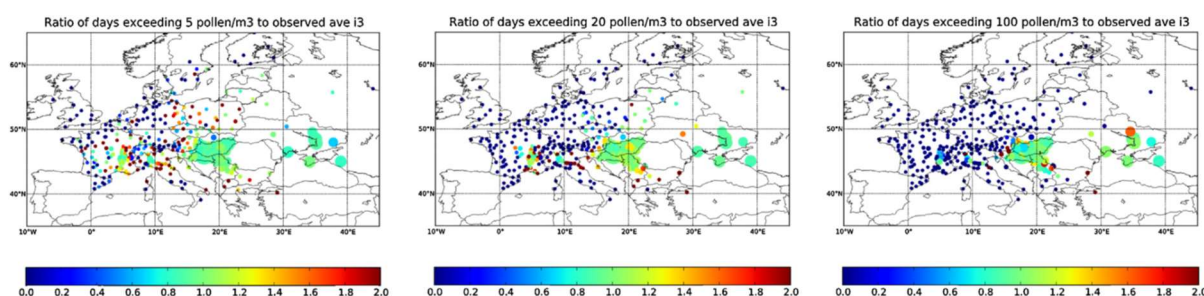 Ratio of days exceeding 5 pollen/m3 to observed ave i3
60°N
50°N
40°N
10°W 0° 10°E 20°E 30°E 40°E
0.0 0.2 0.4 0.6 0.8 1.0 1.2 1.4 1.6 1.8 2.0
Ratio of days exceeding 20 pollen/m3 to observed ave i3
60°N
50°N
40°N
10°W 0° 10°E 20°E 30°E 40°E
0.0 0.2 0.4 0.6 0.8 1.0 1.2 1.4 1.6 1.8 2.0
Ratio of days exceeding 100 pollen/m3 to observed ave i3
60°N
50°N
40°N
10°W 0° 10°E 20°E 30°E 40°E
0.0 0.2 0.4 0.6 0.8 1.0 1.2 1.4 1.6 1.8 2.0